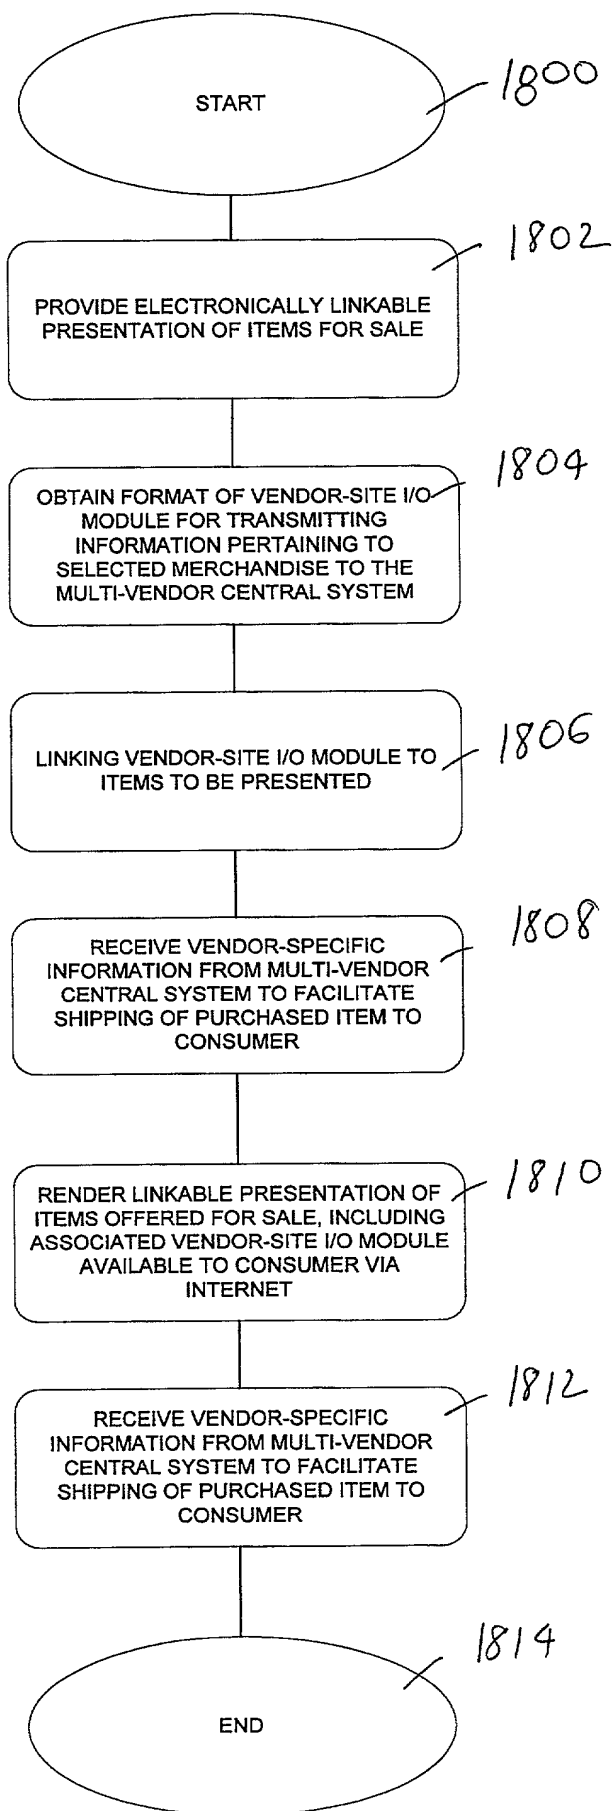 START
1800
1802
PROVIDE ELECTRONICALLY LINKABLE
PRESENTATION OF ITEMS FOR SALE
1804
OBTAIN FORMAT OF VENDOR-SITE I/O
MODULE FOR TRANSMITTING
INFORMATION PERTAINING TO
SELECTED MERCHANDISE TO THE
MULTI-VENDOR CENTRAL SYSTEM
1806
LINKING VENDOR-SITE I/O MODULE TO
ITEMS TO BE PRESENTED
1808
RECEIVE VENDOR-SPECIFIC
INFORMATION FROM MULTI-VENDOR
CENTRAL SYSTEM TO FACILITATE
SHIPPING OF PURCHASED ITEM TO
CONSUMER
1810
RENDER LINKABLE PRESENTATION OF
ITEMS OFFERED FOR SALE, INCLUDING
ASSOCIATED VENDOR-SITE I/O MODULE
AVAILABLE TO CONSUMER VIA
INTERNET
1812
RECEIVE VENDOR-SPECIFIC
INFORMATION FROM MULTI-VENDOR
CENTRAL SYSTEM TO FACILITATE
SHIPPING OF PURCHASED ITEM TO
CONSUMER
1814
END